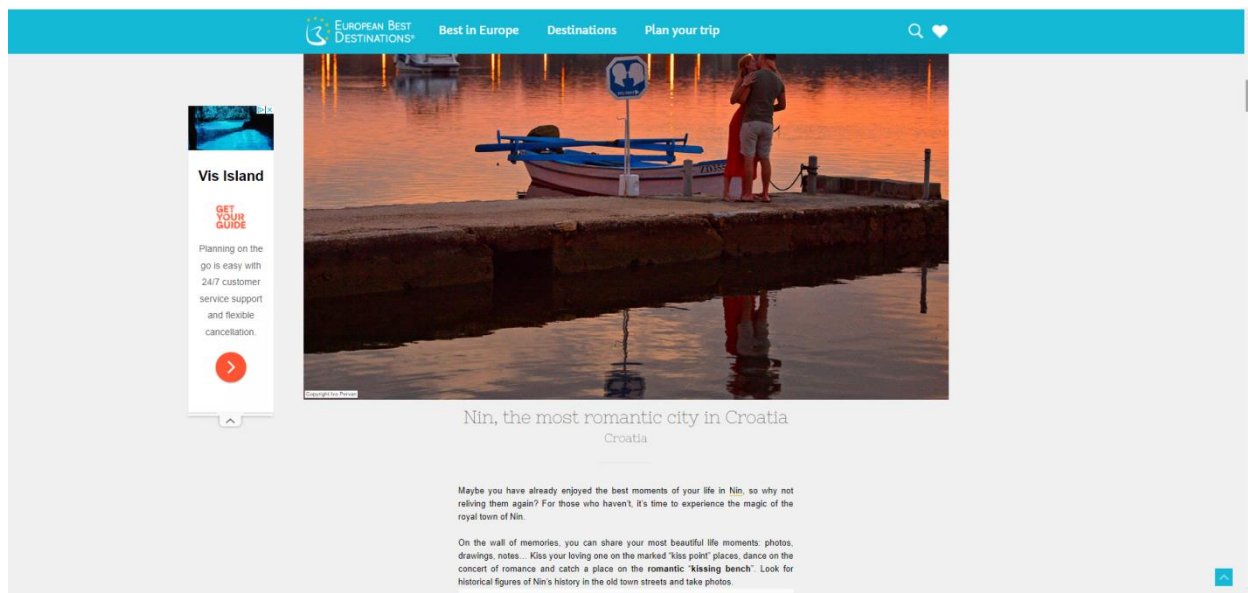 EUROPEAN BEST
DESTINATIONS®
Best in Europe
Destinations
Plan your trip
Vis Island
GET
YOUR
GUIDE
Planning on the
go is easy with
24/7 customer
service support
and flexible
cancellation.
Copyright Ivo Pervan
Nin, the most romantic city in Croatia
Croatia
Maybe you have already enjoyed the best moments of your life in Nin, so why not
reliving them again? For those who haven't, it's time to experience the magic of the
royal town of Nin.
On the wall of memories, you can share your most beautiful life moments: photos,
drawings, notes... Kiss your loving one on the marked "kiss point" places, dance on the
concert of romance and catch a place on the romantic "kissing bench". Look for
historical figures of Nin's history in the old town streets and take photos.